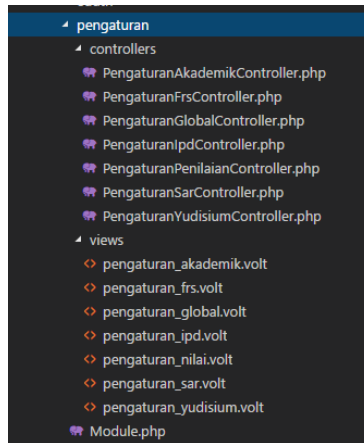 pengaturan
controllers
PengaturanAkademikController.php
PengaturanFrsController.php
PengaturanGlobalController.php
PengaturanIpdController.php
PengaturanPenilaianController.php
PengaturanSarController.php
PengaturanYudisiumController.php
views
pengaturan_akademik.volt
pengaturan_frs.volt
pengaturan_global.volt
pengaturan_ipd.volt
pengaturan_nilai.volt
pengaturan_sar.volt
pengaturan_yudisium.volt
Module.php